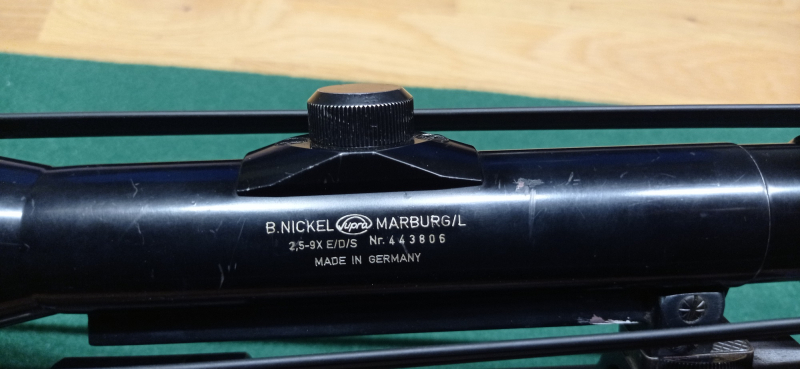 B.NICKEL Supra MARBURG/L
2,5-9X E/D/S Nr. 443806
MADE IN GERMANY